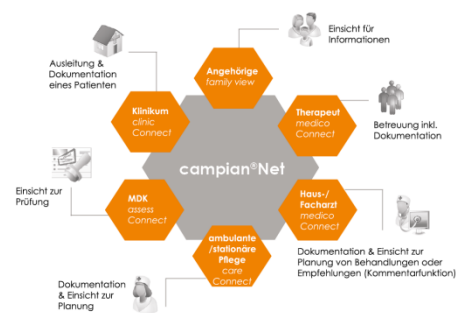 Einsicht für
Informationen
Angehörige
family view
Ausleitung &
Dokumentation
eines Patienten
Klinikum
clinic
Connect
Therapeut
medico
Connect
Betreuung inkl.
Dokumentation
campian®Net
Einsicht zur
Prüfung
MDK
assess
Connect
Haus-/
Facharzt
medico
Connect
Dokumentation & Einsicht zur
Planung von Behandlungen oder
Empfehlungen (Kommentarfunktion)
ambulante
/stationäre
Pflege
care
Connect
Dokumentation
& Einsicht zur
Planung